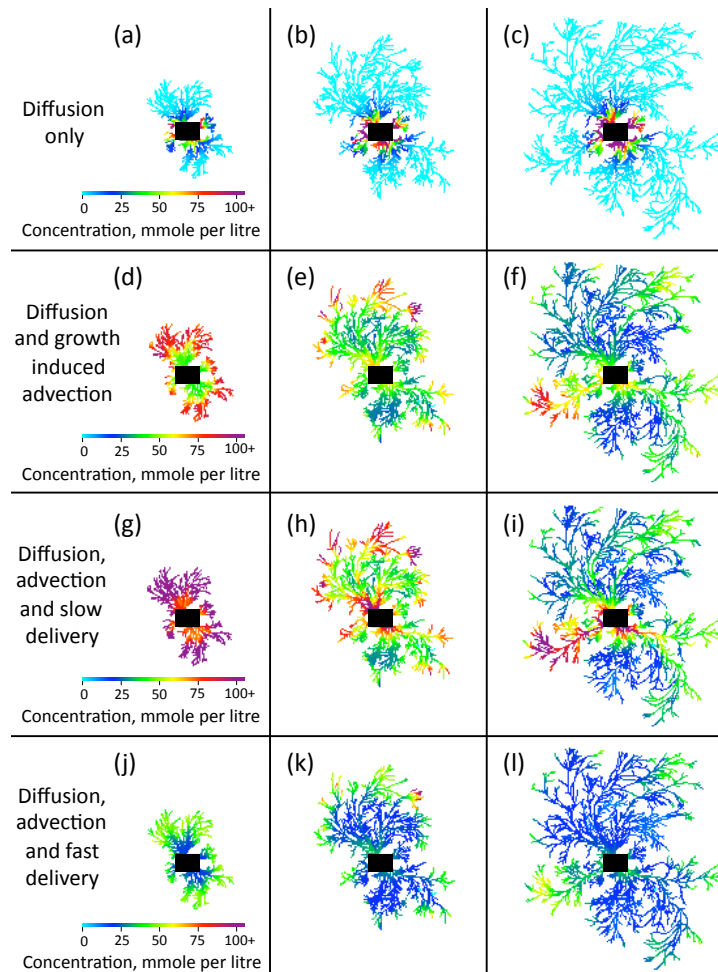 (a)
(b)
(c)
Diffusion
only
0 25 50 75 100+
Concentration, mmole per litre
(d)
(e)
(f)
Diffusion
and growth
induced
advection
0 25 50 75 100+
Concentration, mmole per litre
(g)
(h)
(i)
Diffusion,
advection
and slow
delivery
0 25 50 75 100+
Concentration, mmole per litre
(j)
(k)
(l)
Diffusion,
advection
and fast
delivery
0 25 50 75 100+
Concentration, mmole per litre